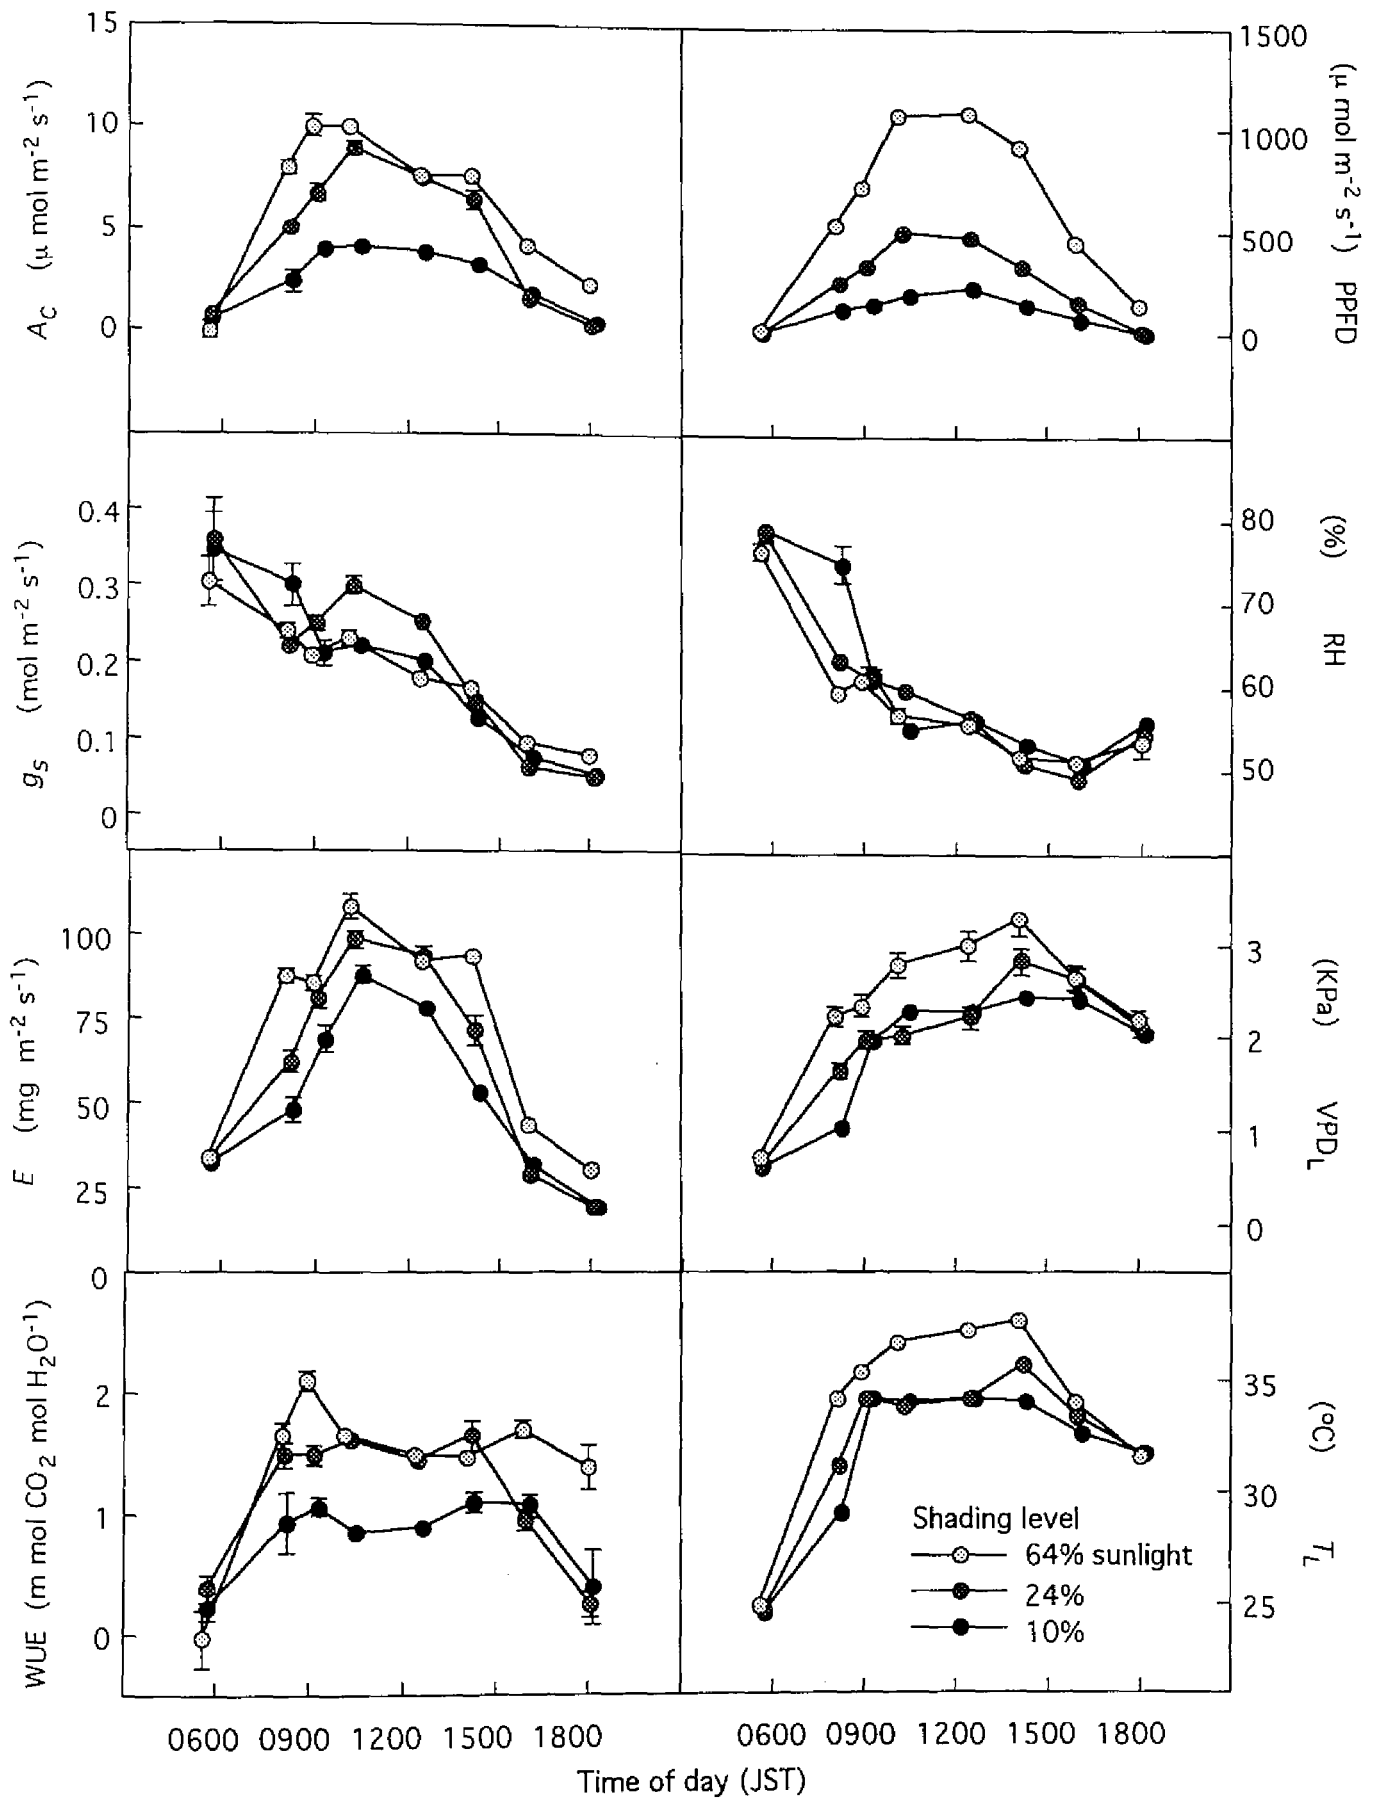 15
10
5
0
A_C (μ mol m⁻² s⁻¹)
1500
1000
500
0
(μ mol m⁻² s⁻¹) PPFD
0.4
0.3
0.2
0.1
0
g_s (mol m⁻² s⁻¹)
80
70
60
50
(%) RH
100
75
50
25
0
E (mg m⁻² s⁻¹)
3
2
1
0
(KPa) VPD_L
2
1
0
WUE (m mol CO₂ mol H₂O⁻¹)
35
30
25
(ºC) T_L
Shading level
64% sunlight
24%
10%
0600 0900 1200 1500 1800
0600 0900 1200 1500 1800
Time of day (JST)